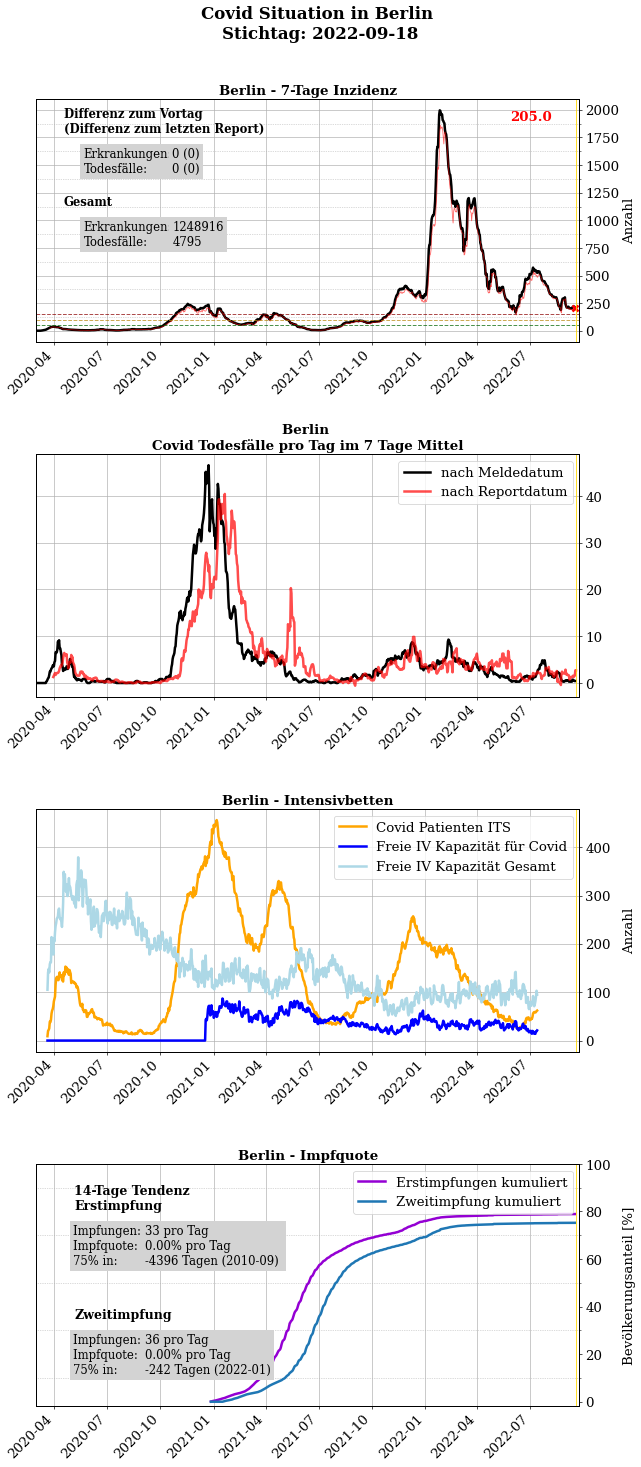 Covid Situation in Berlin
Stichtag: 2022-09-18
Berlin - 7-Tage Inzidenz
Differenz zum Vortag
(Differenz zum letzten Report)
Erkrankungen 0 (0)
Todesfälle: 0 (0)
Gesamt
Erkrankungen 1248916
Todesfälle: 4795
205.0
2000
1750
1500
1250
1000
750
500
250
0
Anzahl
2020-04 2020-07 2020-10 2021-01 2021-04 2021-07 2021-10 2022-01 2022-04 2022-07
Berlin
Covid Todesfälle pro Tag im 7 Tage Mittel
nach Meldedatum
nach Reportdatum
40
30
20
10
0
2020-04 2020-07 2020-10 2021-01 2021-04 2021-07 2021-10 2022-01 2022-04 2022-07
Berlin - Intensivbetten
Covid Patienten ITS
Freie IV Kapazität für Covid
Freie IV Kapazität Gesamt
400
300
200
100
0
Anzahl
2020-04 2020-07 2020-10 2021-01 2021-04 2021-07 2021-10 2022-01 2022-04 2022-07
Berlin - Impfquote
14-Tage Tendenz
Erstimpfung
Impfungen: 33 pro Tag
Impfquote: 0.00% pro Tag
75% in: -4396 Tagen (2010-09)
Zweitimpfung
Impfungen: 36 pro Tag
Impfquote: 0.00% pro Tag
75% in: -242 Tagen (2022-01)
Erstimpfungen kumuliert
Zweitimpfung kumuliert
100
80
60
40
20
0
Bevölkerungsanteil [%]
2020-04 2020-07 2020-10 2021-01 2021-04 2021-07 2021-10 2022-01 2022-04 2022-07